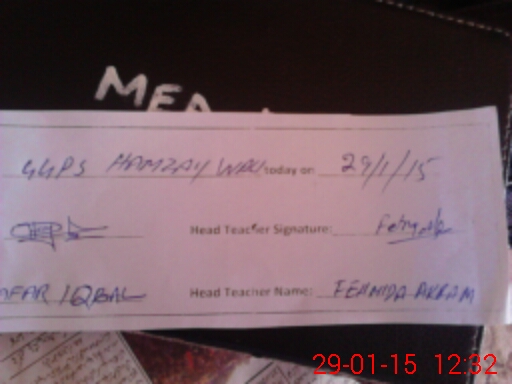 MEA
GGPS HAMZAY WALI today on 29/1/15
Head Teacher Signature:
IQBAL Head Teacher Name: FEHMIDA AKRAM
29-01-15 12:32